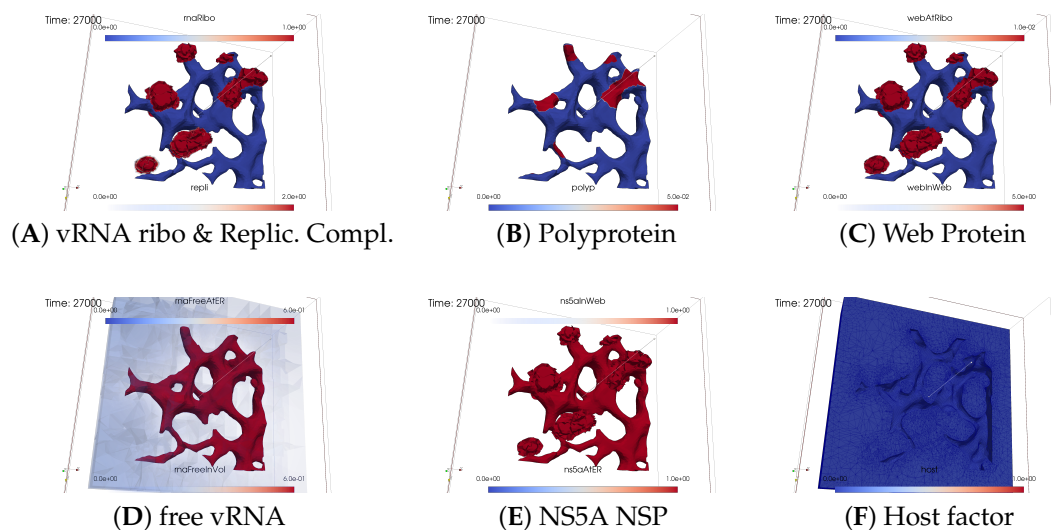 Time: 27000
rnaRibo
0.0e+00 1.0e+00
repli
0.0e+00 2.0e+00
(A) vRNA ribo & Replic. Compl.
Time: 27000
polyp
0.0e+00 5.0e-02
(B) Polyprotein
Time: 27000
webAtRibo
0.0e+00 1.0e-02
webInWeb
0.0e+00 5.0e+00
(C) Web Protein
Time: 27000
rnaFreeAtER
0.0e+00 6.0e-01
rnaFreeInVol
0.0e+00 6.0e-01
(D) free vRNA
Time: 27000
ns5aInWeb
0.0e+00 1.0e+00
ns5aAtER
0.0e+00 1.0e+00
(E) NS5A NSP
Time: 27000
host
0.0e+00 1.0e+00
(F) Host factor